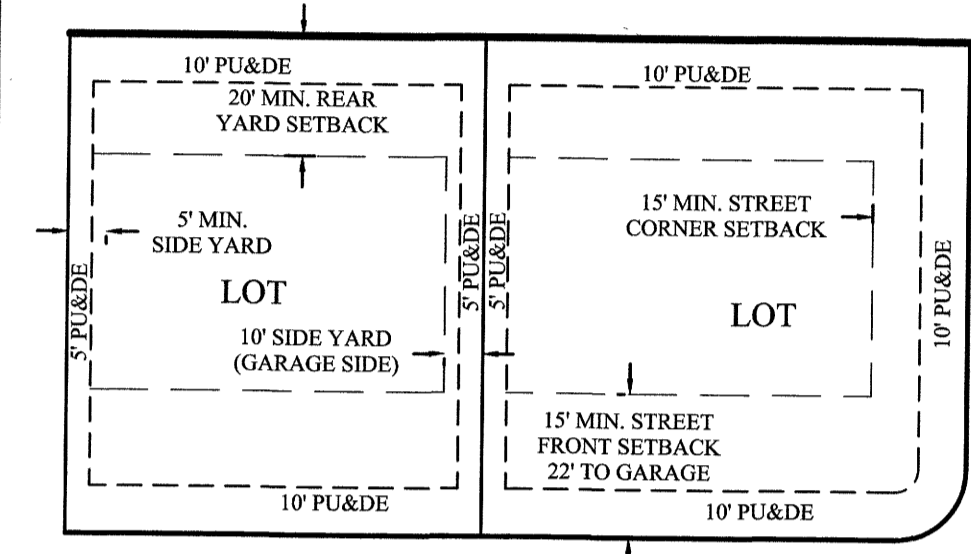 10' PU&DE
20' MIN. REAR
YARD SETBACK
5' MIN.
SIDE YARD
5' PU&DE
LOT
10' SIDE YARD
(GARAGE SIDE)
5' PU&DE
10' PU&DE
10' PU&DE
5' PU&DE
15' MIN. STREET
CORNER SETBACK
LOT
10' PU&DE
15' MIN. STREET
FRONT SETBACK
22' TO GARAGE
10' PU&DE